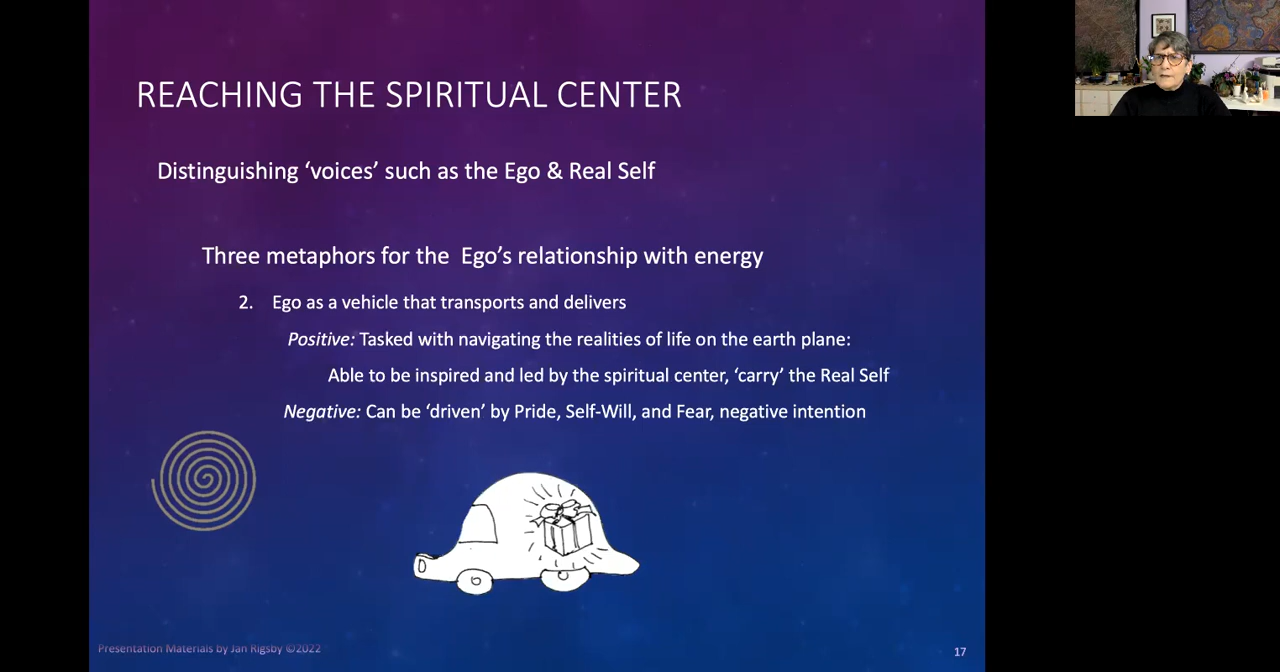 REACHING THE SPIRITUAL CENTER
Distinguishing ‘voices’ such as the Ego & Real Self
Three metaphors for the  Ego’s relationship with energy
2. Ego as a vehicle that transports and delivers
Positive: Tasked with navigating the realities of life on the earth plane:
Able to be inspired and led by the spiritual center, ‘carry’ the Real Self
Negative: Can be ‘driven’ by Pride, Self-Will, and Fear, negative intention
Presentation Materials by Jan Rigsby ©2022
17